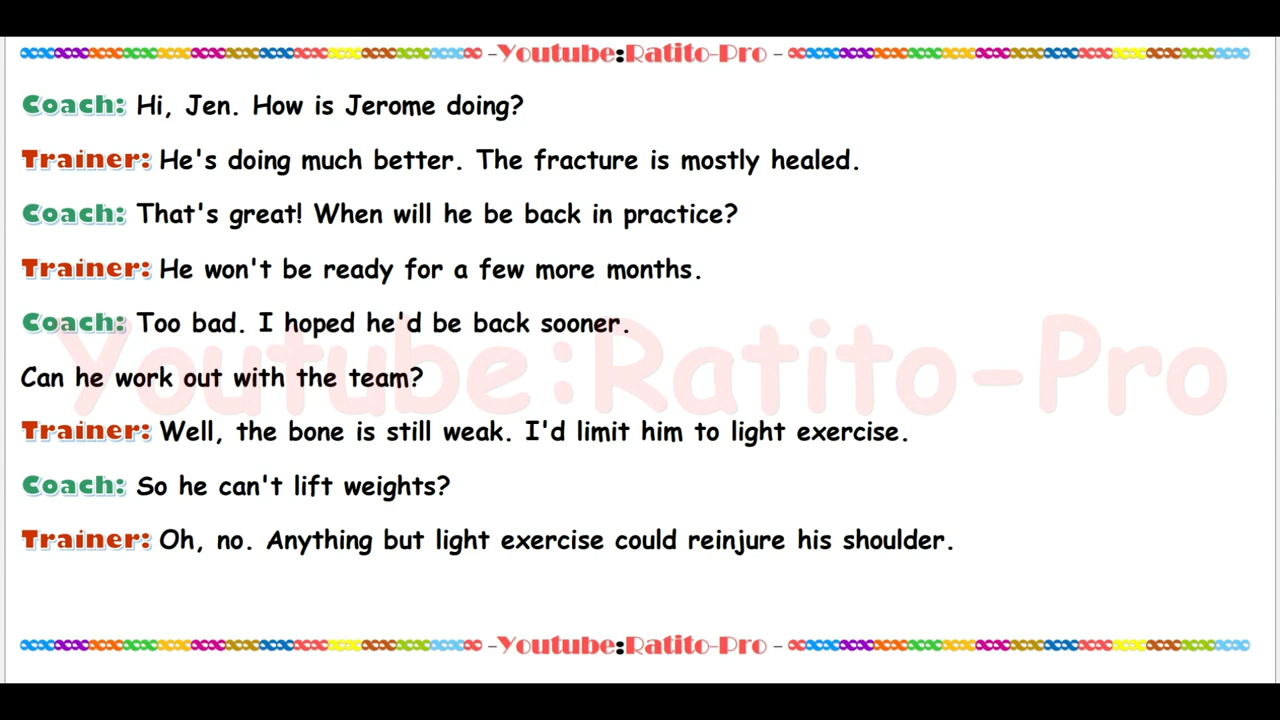 -Youtube:Ratito-Pro -
Coach: Hi, Jen. How is Jerome doing?
Trainer: He's doing much better. The fracture is mostly healed.
Coach: That's great! When will he be back in practice?
Trainer: He won't be ready for a few more months.
Coach: Too bad. I hoped he'd be back sooner.
Youtube:Ratito-Pro
Can he work out with the team?
Trainer: Well, the bone is still weak. I'd limit him to light exercise.
Coach: So he can't lift weights?
Trainer: Oh, no. Anything but light exercise could reinjure his shoulder.
-Youtube:Ratito-Pro -